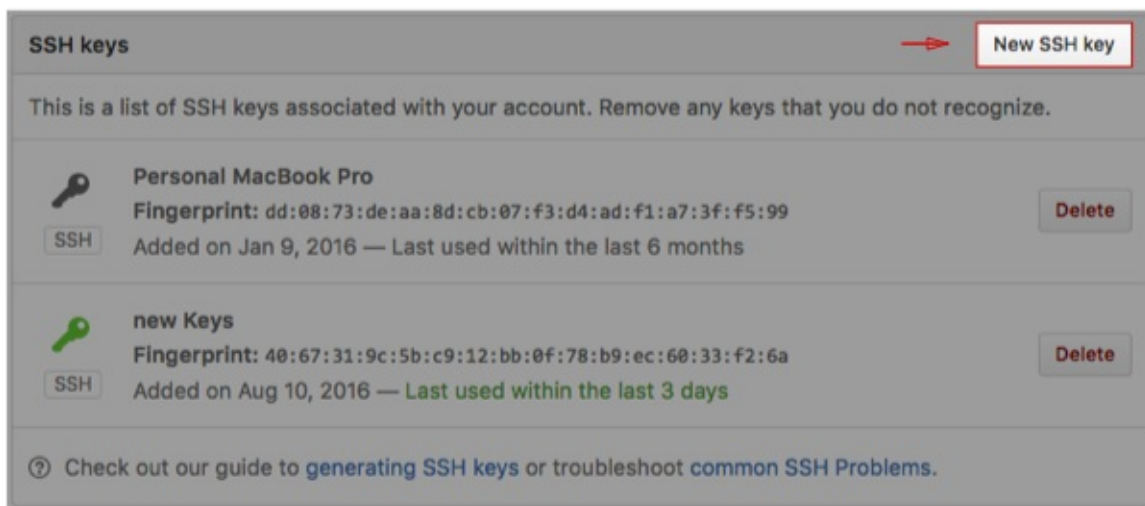 SSH keys
New SSH key
This is a list of SSH keys associated with your account. Remove any keys that you do not recognize.
Personal MacBook Pro
Fingerprint: dd:08:73:de:aa:8d:cb:07:f3:d4:ad:f1:a7:3f:f5:99
SSH
Added on Jan 9, 2016 — Last used within the last 6 months
Delete
new Keys
Fingerprint: 40:67:31:9c:5b:c9:12:bb:0f:78:b9:ec:60:33:f2:6a
SSH
Added on Aug 10, 2016 — Last used within the last 3 days
Delete
Check out our guide to generating SSH keys or troubleshoot common SSH Problems.